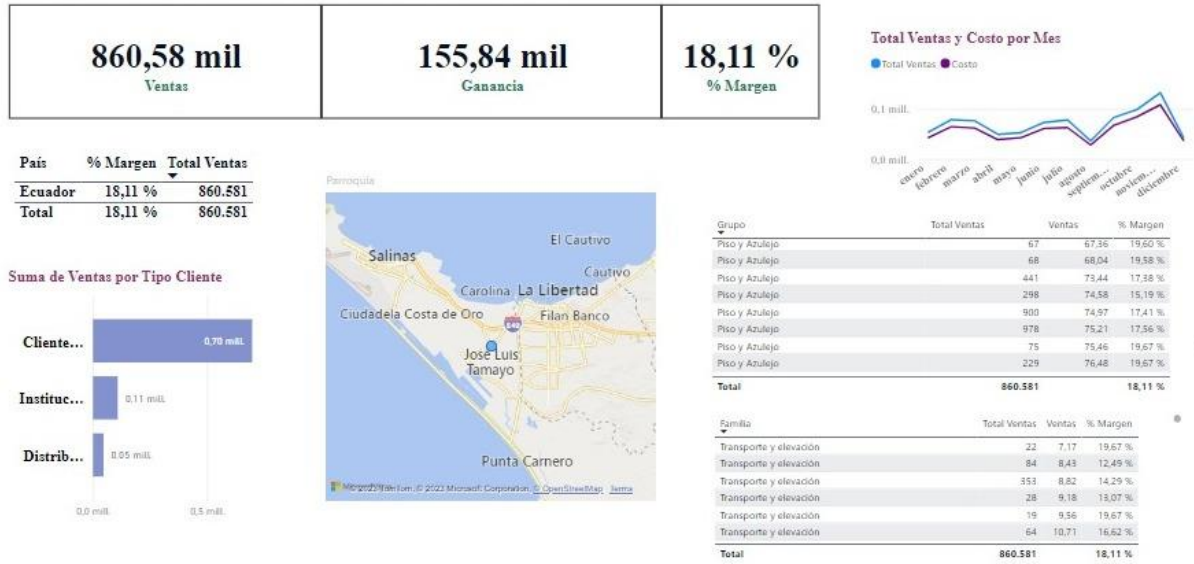 860,58 mil
Ventas
155,84 mil
Ganancia
18,11 %
% Margen
Total Ventas y Costo por Mes
Total Ventas Costo
0,1 mill.
0,0 mill.
enero febrero marzo abril mayo junio julio agosto septiem... octubre noviem... diciembre
País % Margen Total Ventas
Ecuador 18,11 % 860.581
Total 18,11 % 860.581
Suma de Ventas por Tipo Cliente
Cliente... 0,70 mill.
Instituc... 0,11 mill.
Distrib... 0,05 mill.
0,0 mill. 0,5 mill.
Parroquia
El Cautivo
Salinas
Cautivo
Carolina La Libertad
Ciudadela Costa de Oro Filan Banco
E40
José Luis
Tamayo
Punta Carnero
© 2023 TomTom, © 2023 Microsoft Corporation, © OpenStreetMap Terms
Grupo Total Ventas Ventas % Margen
Piso y Azulejo 67 67,36 19,60 %
Piso y Azulejo 68 68,04 19,58 %
Piso y Azulejo 441 73,44 17,38 %
Piso y Azulejo 298 74,58 15,19 %
Piso y Azulejo 900 74,97 17,41 %
Piso y Azulejo 978 75,21 17,56 %
Piso y Azulejo 75 75,46 19,67 %
Piso y Azulejo 229 76,48 19,67 %
Total 860.581 18,11 %
Familia Total Ventas Ventas % Margen
Transporte y elevación 22 7,17 19,67 %
Transporte y elevación 84 8,43 12,49 %
Transporte y elevación 353 8,82 14,29 %
Transporte y elevación 28 9,18 13,07 %
Transporte y elevación 19 9,56 19,67 %
Transporte y elevación 64 10,71 16,62 %
Total 860.581 18,11 %